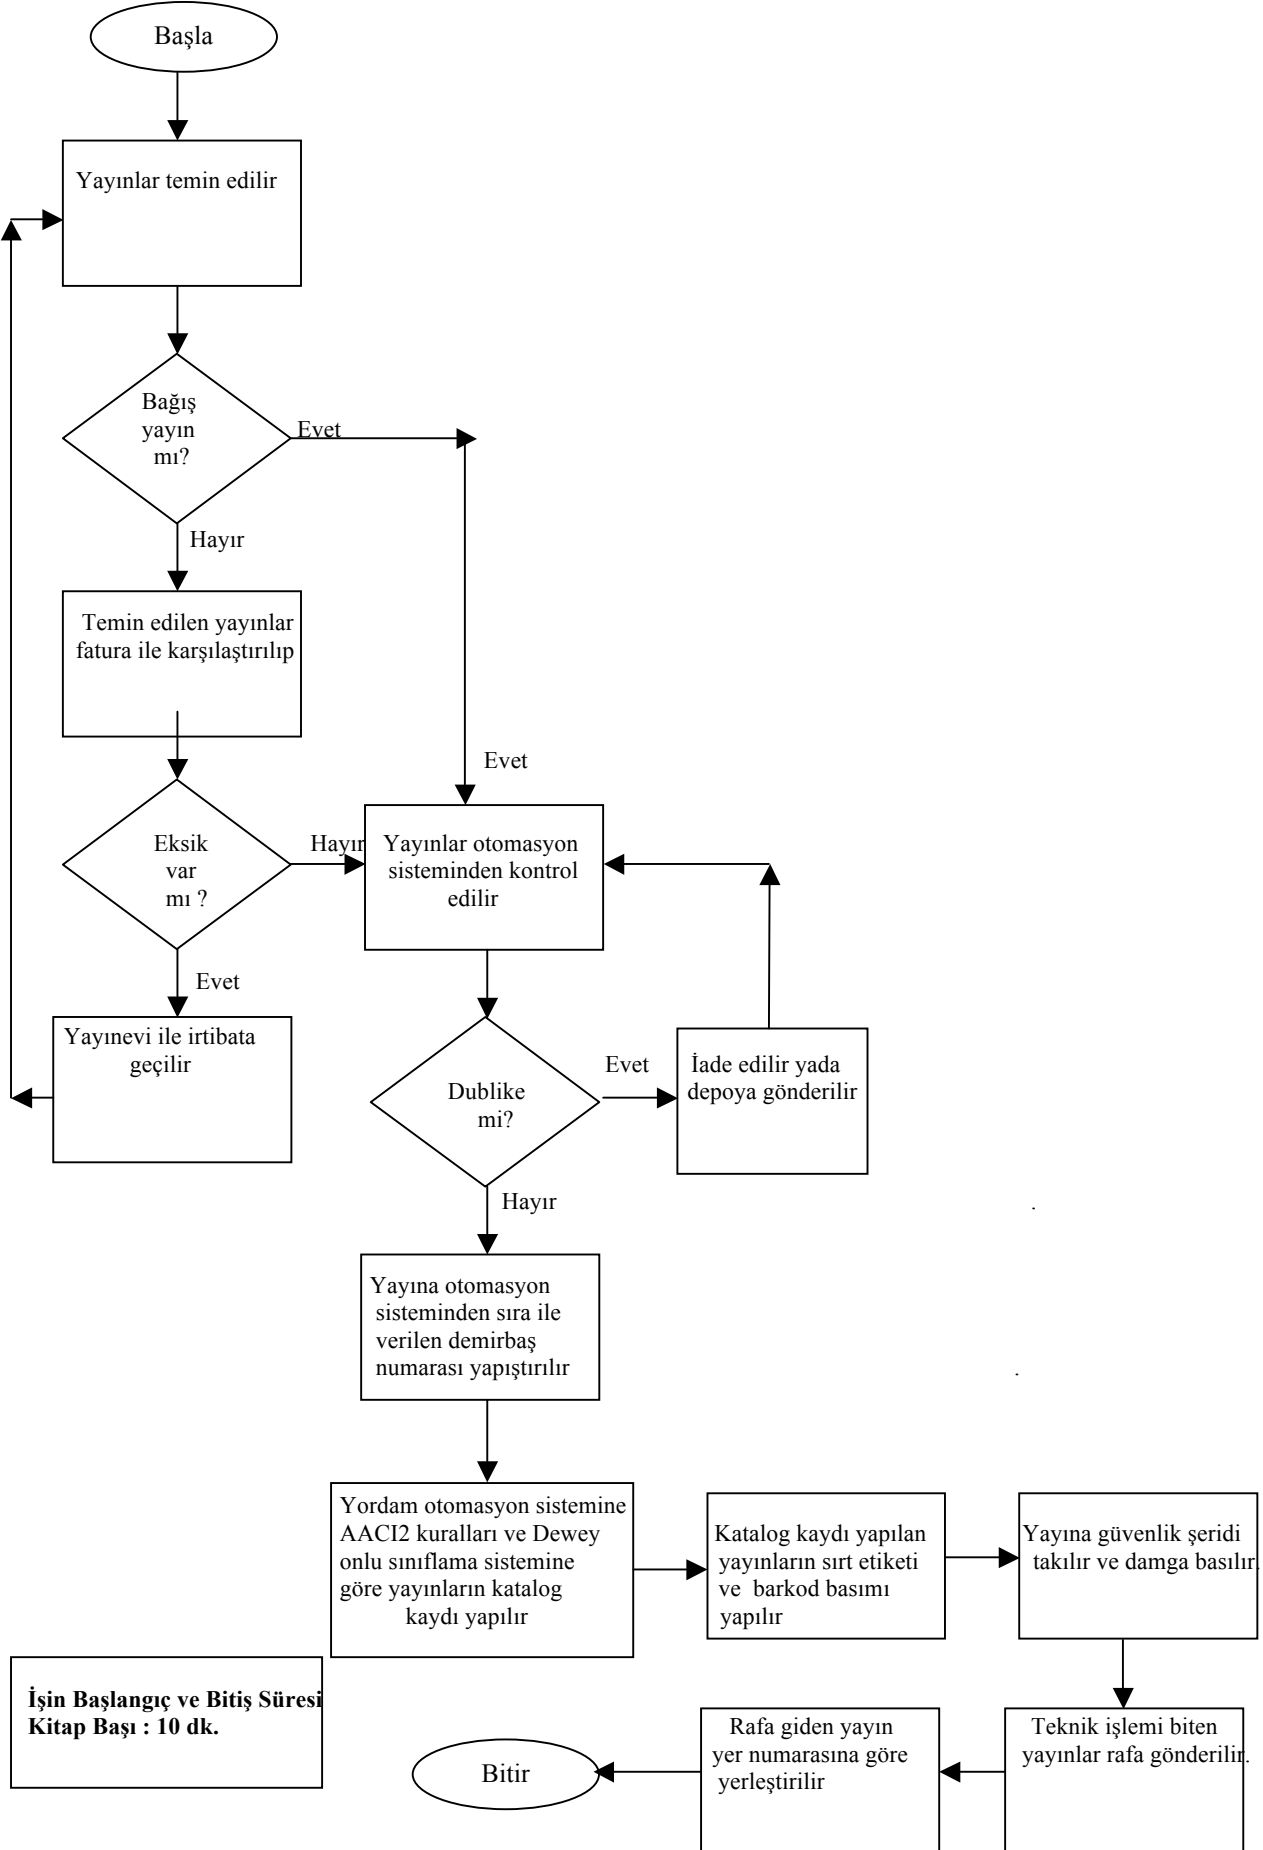 Başla
Yayınlar temin edilir
Bağış
yayın
mı?
Evet
Hayır
Temin edilen yayınlar
fatura ile karşılaştırılıp
Evet
Eksik
var
mı ?
Hayır
Yayınlar otomasyon
sisteminden kontrol
edilir
Evet
Yayınevi ile irtibata
geçilir
Dublike
mi?
Evet
İade edilir yada
depoya gönderilir
Hayır
Yayına otomasyon
sisteminden sıra ile
verilen demirbaş
numarası yapıştırılır
Yordam otomasyon sistemine
AACI2 kuralları ve Dewey
onlu sınıflama sistemine
göre yayınların katalog
kaydı yapılır
Katalog kaydı yapılan
yayınların sırt etiketi
ve barkod basımı
yapılır
Yayına güvenlik şeridi
takılır ve damga basılır.
Teknik işlemi biten
yayınlar rafa gönderilir.
Rafa giden yayın
yer numarasına göre
yerleştirilir
Bitir
İşin Başlangıç ve Bitiş Süresi
Kitap Başı : 10 dk.